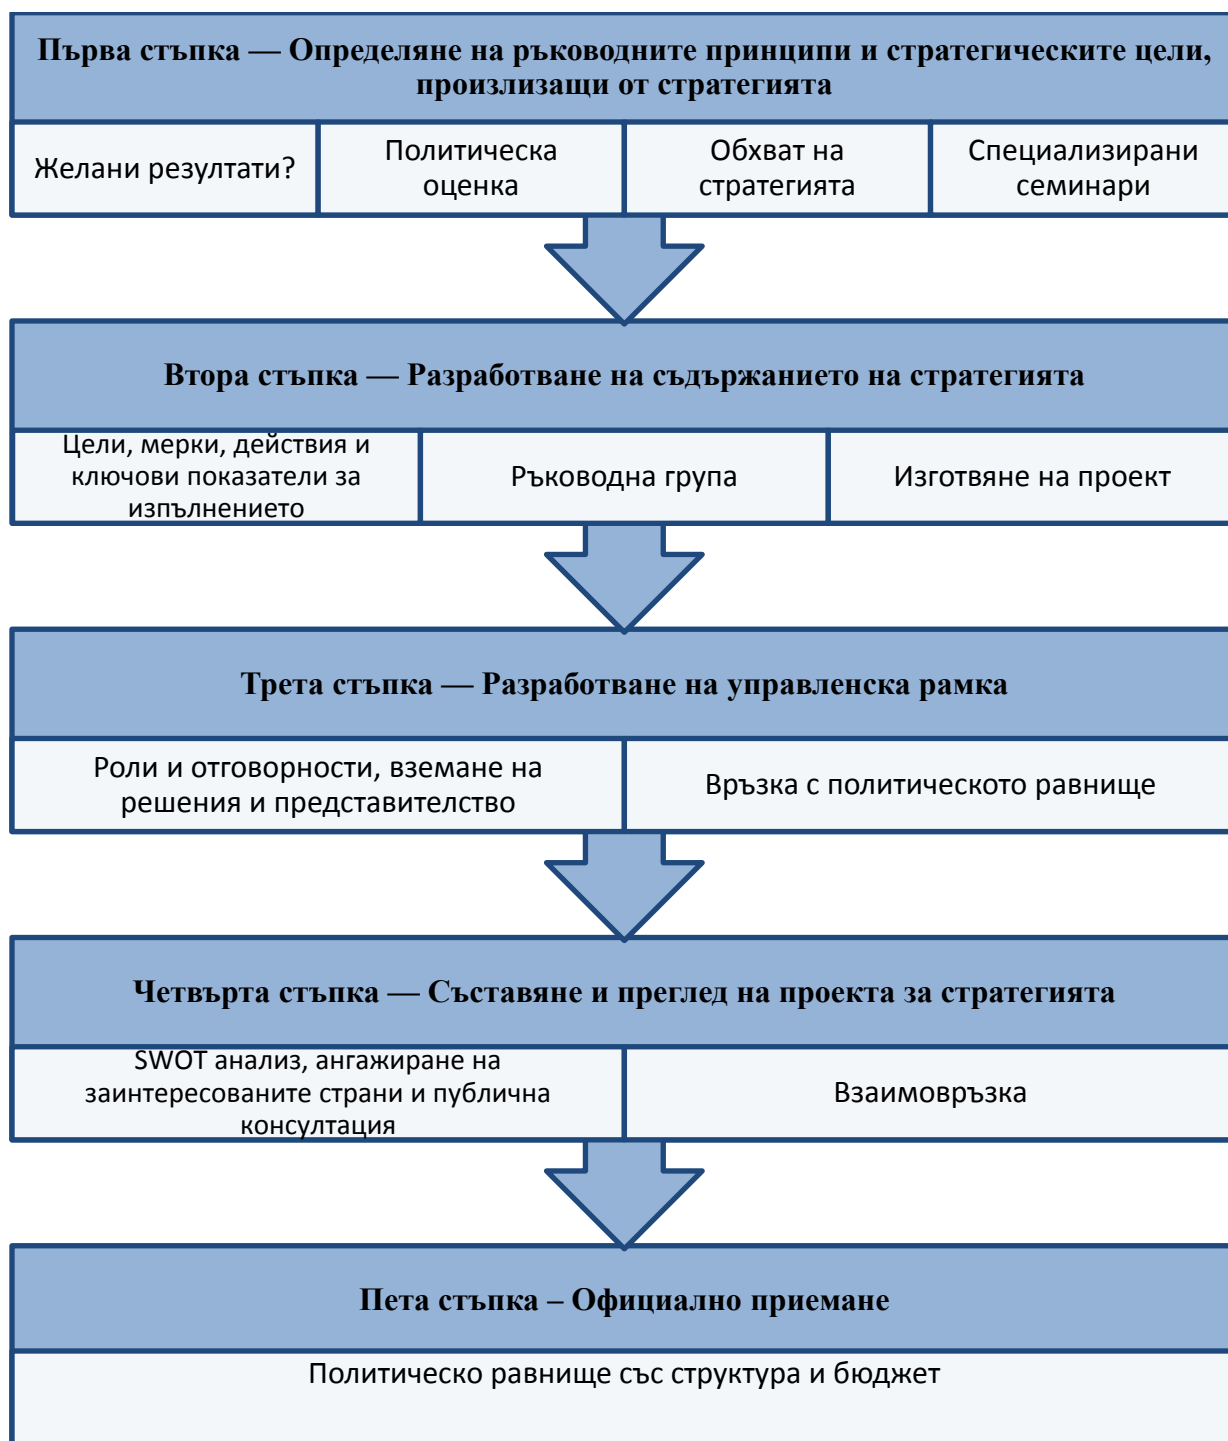 Първа стъпка — Определяне на ръководните принципи и стратегическите цели,
произлизащи от стратегията
Желани резултати?
Политическа
оценка
Обхват на
стратегията
Специализирани
семинари
Втора стъпка — Разработване на съдържанието на стратегията
Цели, мерки, действия и
ключови показатели за
изпълнението
Ръководна група
Изготвяне на проект
Трета стъпка — Разработване на управленска рамка
Роли и отговорности, вземане на
решения и представителство
Връзка с политическото равнище
Четвърта стъпка — Съставяне и преглед на проекта за стратегията
SWOT анализ, ангажиране на
заинтересованите страни и публична
консултация
Взаимовръзка
Пета стъпка – Официално приемане
Политическо равнище със структура и бюджет